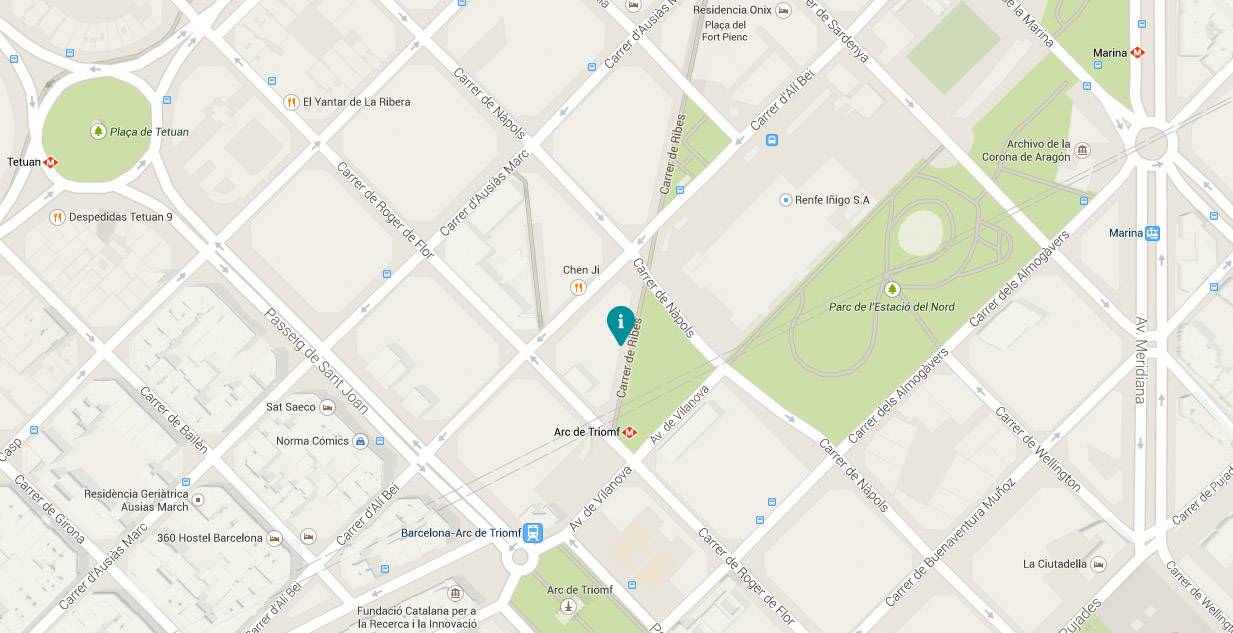 Residencia Onix
Plaça del
Fort Pienc
Carrer d'Ausiàs Marc
Carrer de Sardenya
de la Marina
Marina
Carrer de Nàpols
Carrer d'Alí Bei
El Yantar de La Ribera
Plaça de Tetuan
Tetuan
Carrer de Ribes
Archivo de la
Corona de Aragón
Carrer de Roger de Flor
Carrer d'Ausiàs Marc
Renfe Iñigo S.A
Despedidas Tetuan 9
Marina
Carrer dels Almogàvers
Chen Ji
Carrer de Nàpols
Parc de l'Estació del Nord
Passeig de Sant Joan
Carrer de Ribes
Av. Meridiana
Carrer dels Almogàvers
Sat Saeco
Carrer de Bailèn
Av. de Vilanova
Arc de Triomf
Norma Cómics
Casp
Carrer de Wellington
Carrer de Nàpols
Carrer de Girona
Residència Geriàtrica
Ausias March
Carrer d'Alí Bei
Av. de Vilanova
Carrer de Pujad
Carrer de Buenaventura Muñoz
Barcelona-Arc de Triomf
360 Hostel Barcelona
Carrer d'Ausiàs Marc
Carrer de Roger de Flor
La Ciutadella
Carrer de Wellington
Arc de Triomf
Fundació Catalana per a
la Recerca i la Innovació
Carrer d'Alí Bei
Pujades